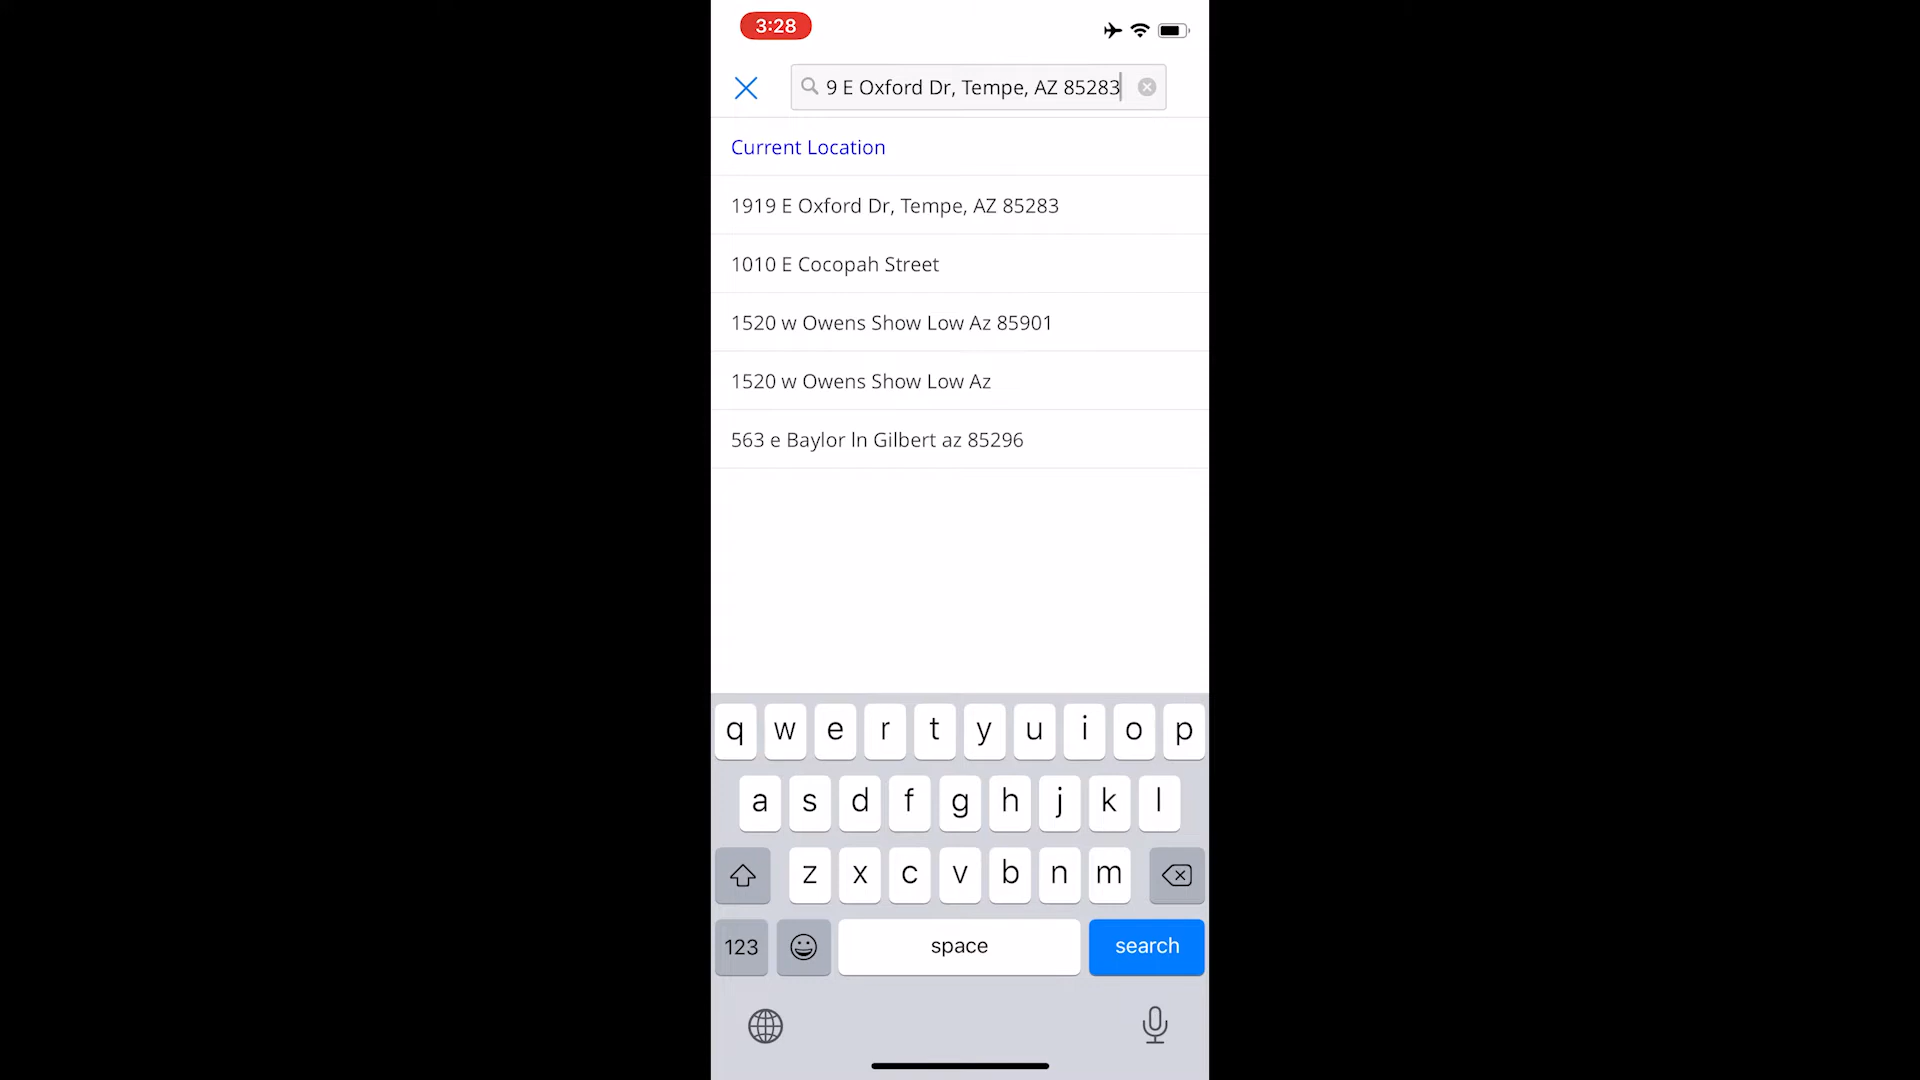 3:28
9 E Oxford Dr, Tempe, AZ 85283
Current Location
1919 E Oxford Dr, Tempe, AZ 85283
1010 E Cocopah Street
1520 w Owens Show Low Az 85901
1520 w Owens Show Low Az
563 e Baylor ln Gilbert az 85296
q w e r t y u i o p
a s d f g h j k l
z x c v b n m
123 space search